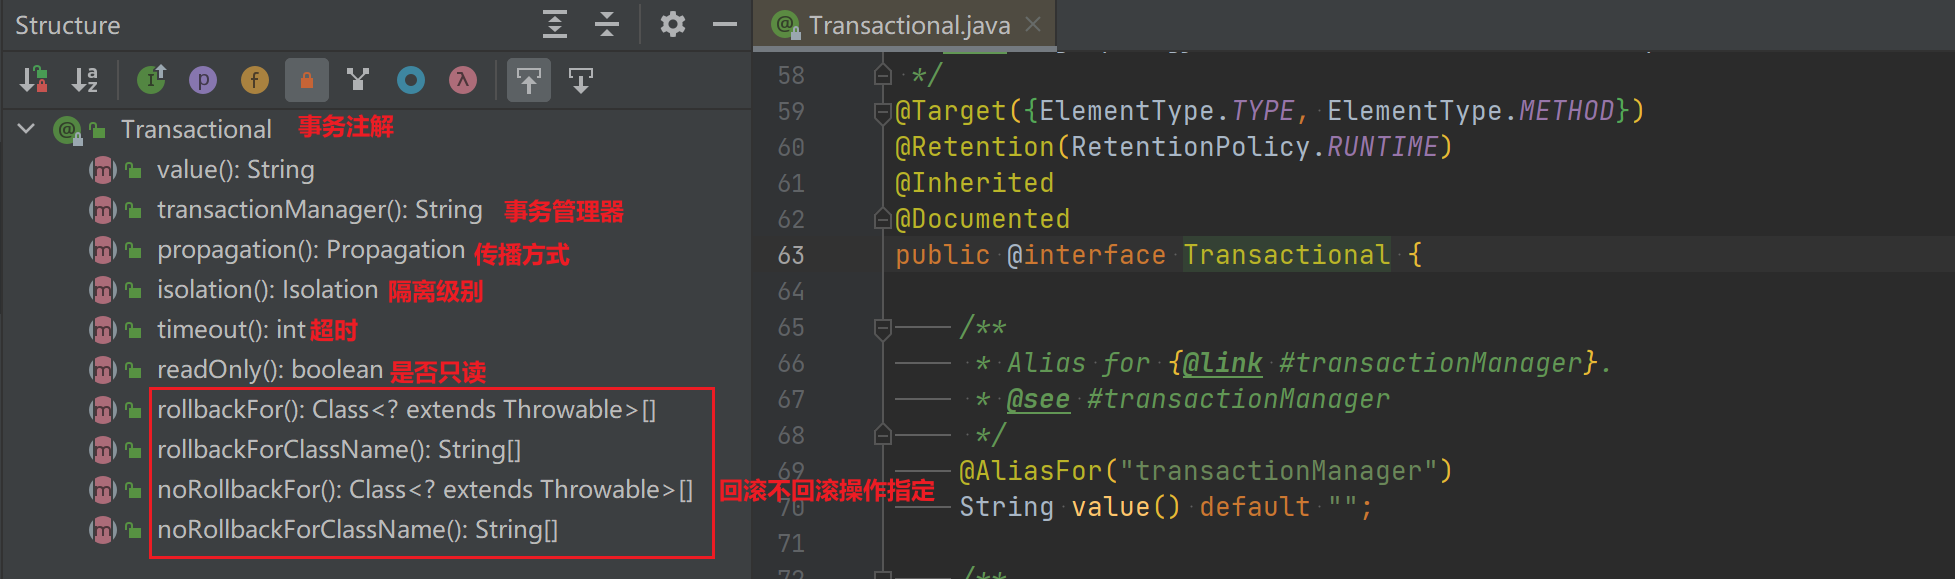 Structure
Transactional 事务注解
value(): String
transactionManager(): String 事务管理器
propagation(): Propagation 传播方式
isolation(): Isolation 隔离级别
timeout(): int 超时
readOnly(): boolean 是否只读
rollbackFor(): Class<? extends Throwable>[]
rollbackForClassName(): String[]
noRollbackFor(): Class<? extends Throwable>[]
回滚不回滚操作指定
noRollbackForClassName(): String[]
Transactional.java
58 */
59 @Target({ElementType.TYPE, ElementType.METHOD})
60 @Retention(RetentionPolicy.RUNTIME)
61 @Inherited
62 @Documented
63 public @interface Transactional {
64
65 /**
66 * Alias for {@link #transactionManager}.
67 * @see #transactionManager
68 */
69 @AliasFor("transactionManager")
70 String value() default "";
71
72 /**